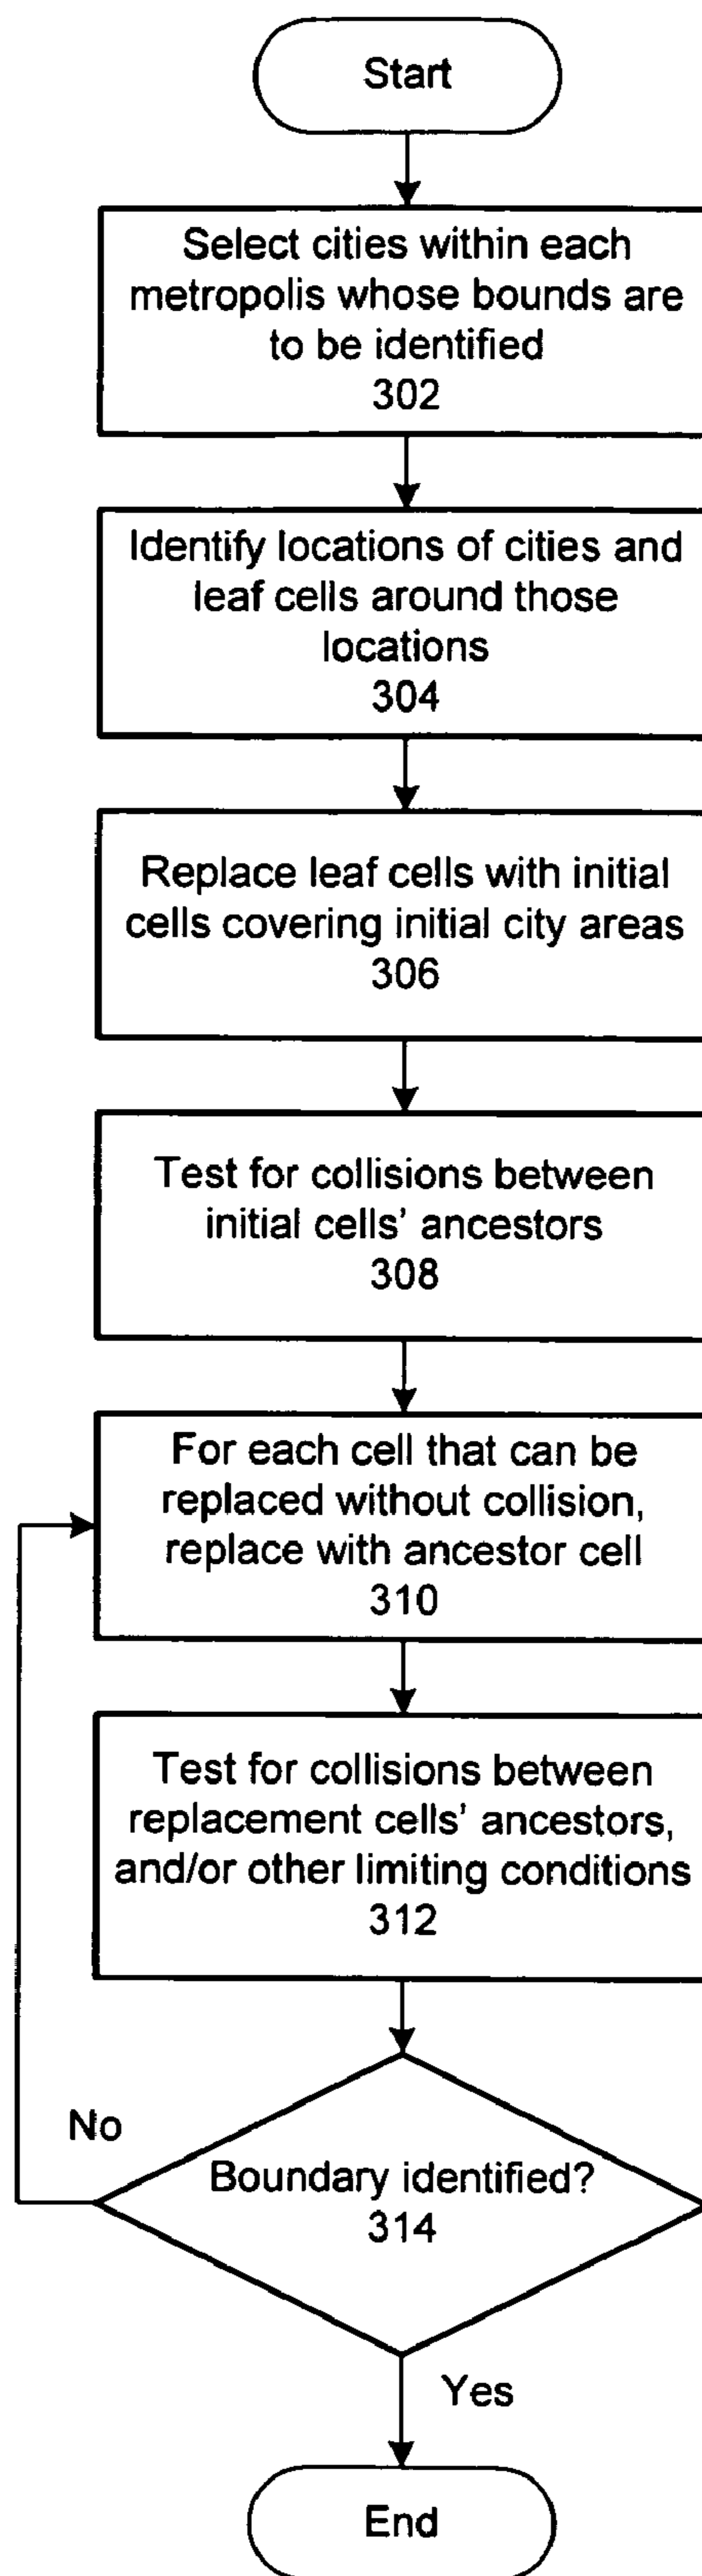 Start
Select cities within each
metropolis whose bounds are
to be identified
302
Identify locations of cities and
leaf cells around those
locations
304
Replace leaf cells with initial
cells covering initial city areas
306
Test for collisions between
initial cells' ancestors
308
For each cell that can be
replaced without collision,
replace with ancestor cell
310
Test for collisions between
replacement cells' ancestors,
and/or other limiting conditions
312
No
Boundary identified?
314
Yes
End